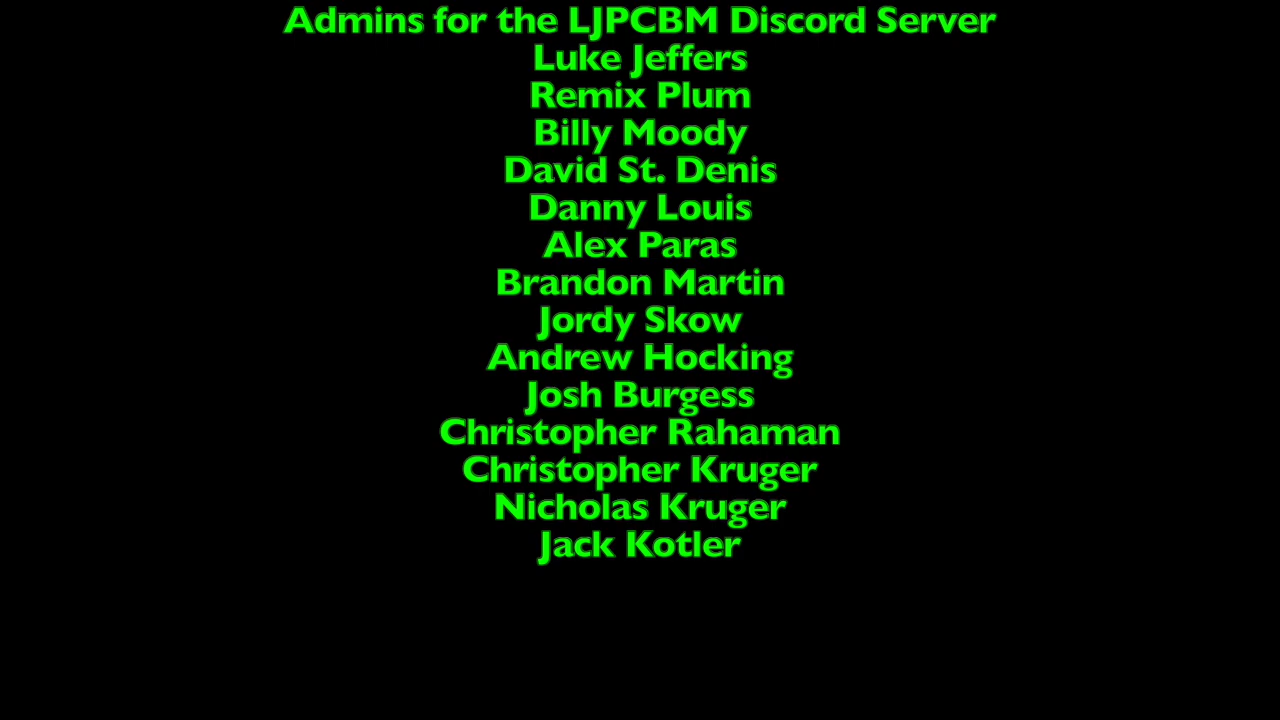 Admins for the LJPCBM Discord Server
Luke Jeffers
Remix Plum
Billy Moody
David St. Denis
Danny Louis
Alex Paras
Brandon Martin
Jordy Skow
Andrew Hocking
Josh Burgess
Christopher Rahaman
Christopher Kruger
Nicholas Kruger
Jack Kotler